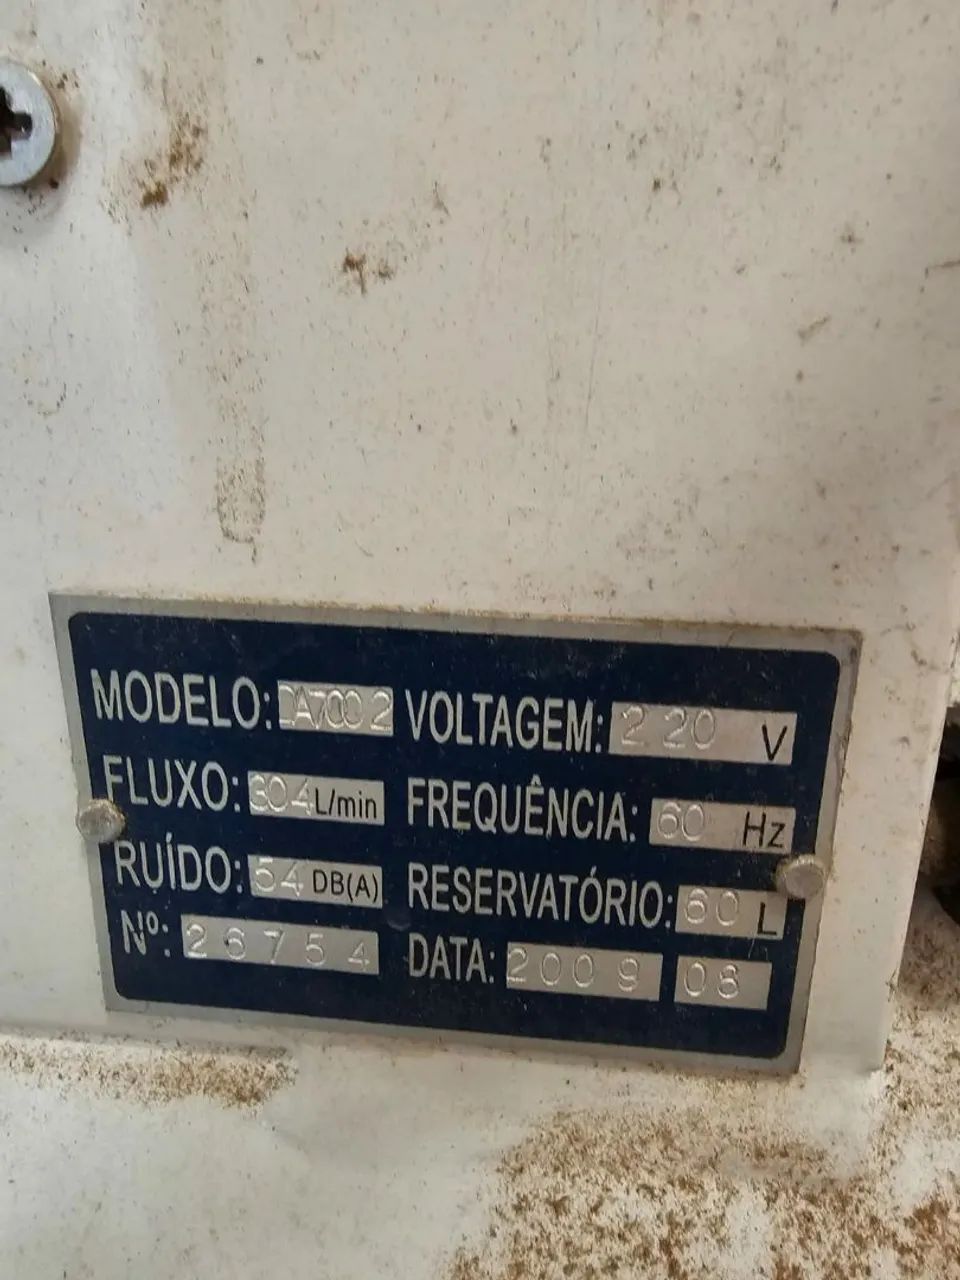 MODELO: DA7002 VOLTAGEM: 220 V
FLUXO: 304 L/min FREQUÊNCIA: 60 Hz
RUÍDO: 54 DB(A) RESERVATÓRIO: 60 L
Nº: 26754 DATA: 2009 08